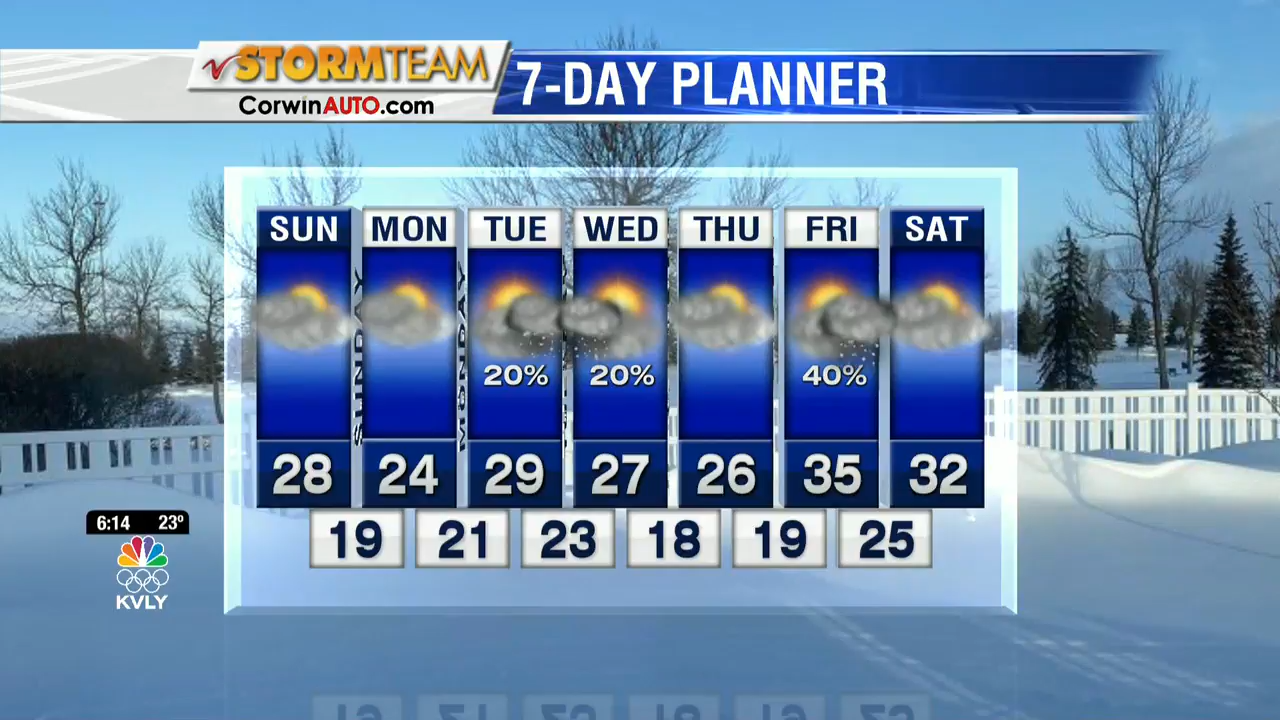 STORMTEAM
CorwinAUTO.com
7-DAY PLANNER
SUN MON TUE WED THU FRI SAT
SUNDAY MONDAY
20% 20% 40%
28 24 29 27 26 35 32
19 21 23 18 19 25
6:14 23º
KVLY